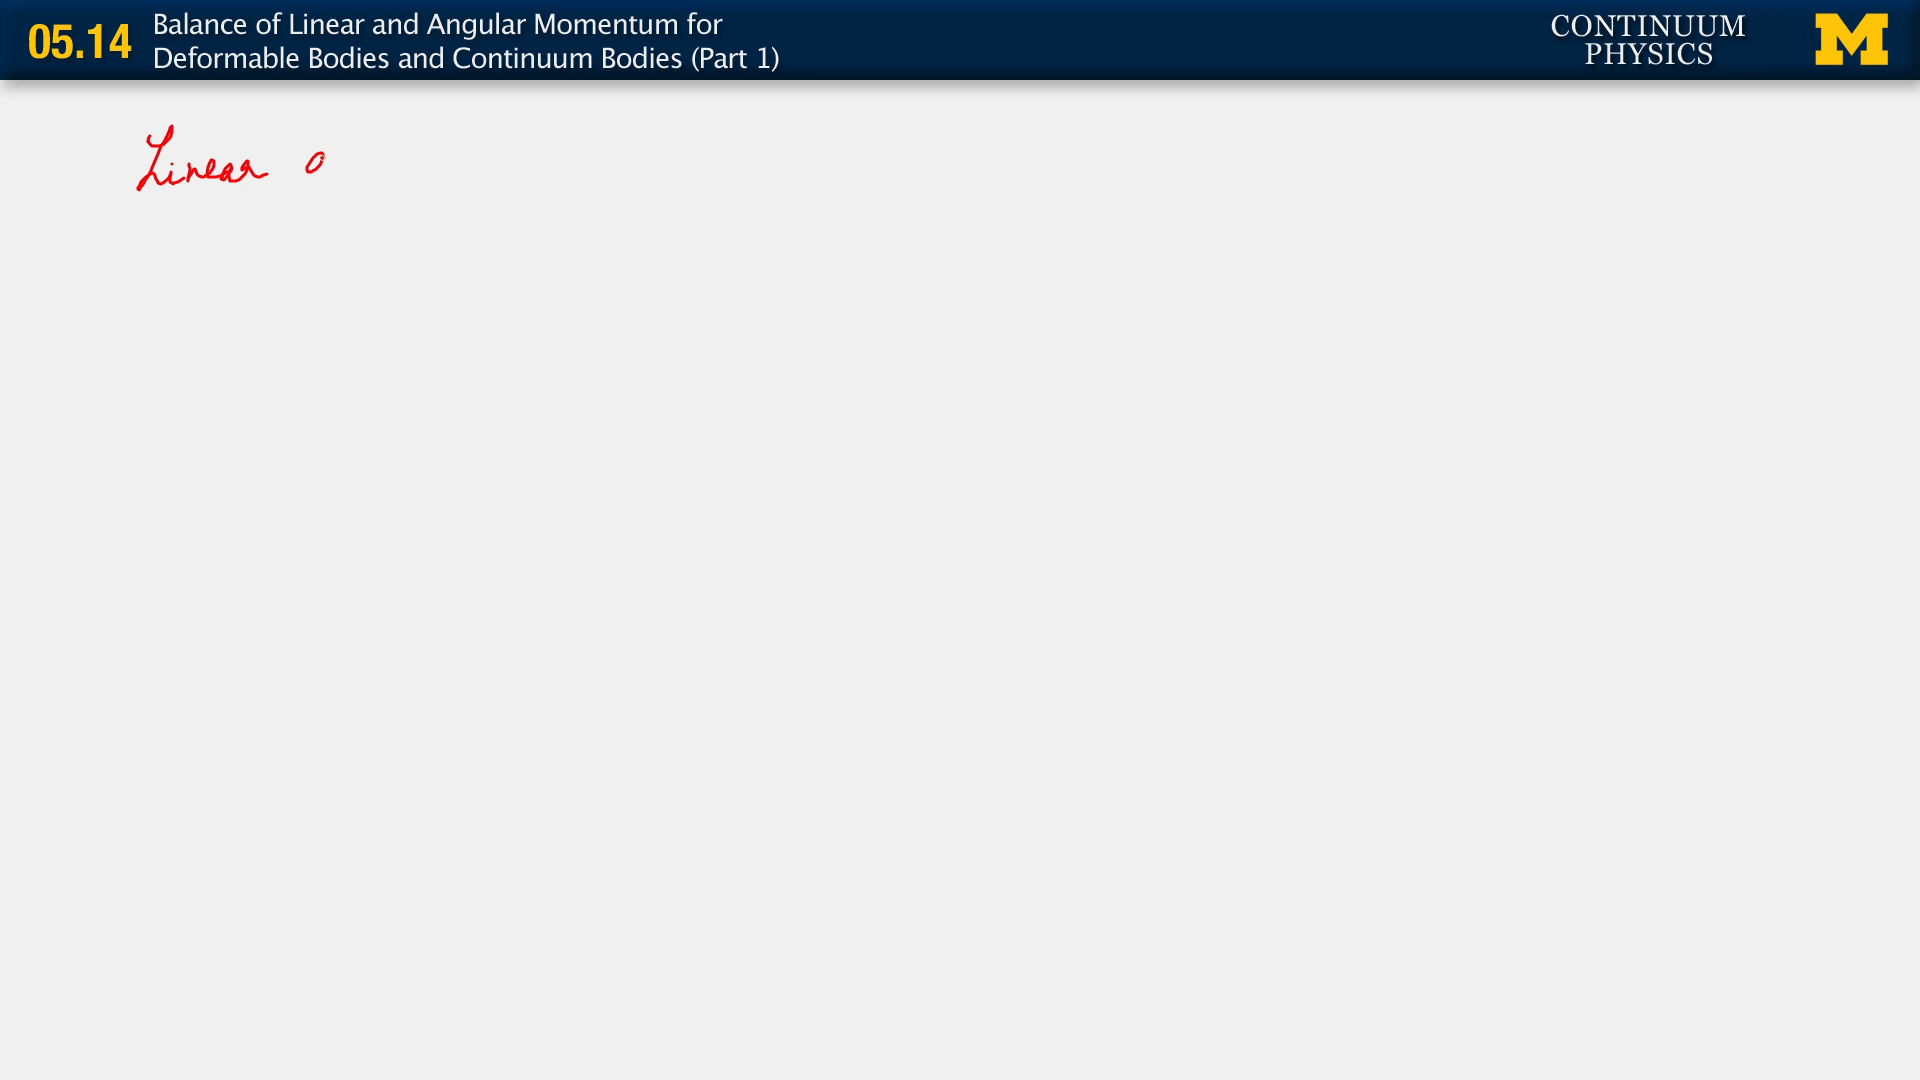 05.14
Balance of Linear and Angular Momentum for
Deformable Bodies and Continuum Bodies (Part 1)
CONTINUUM
PHYSICS
M
Linear